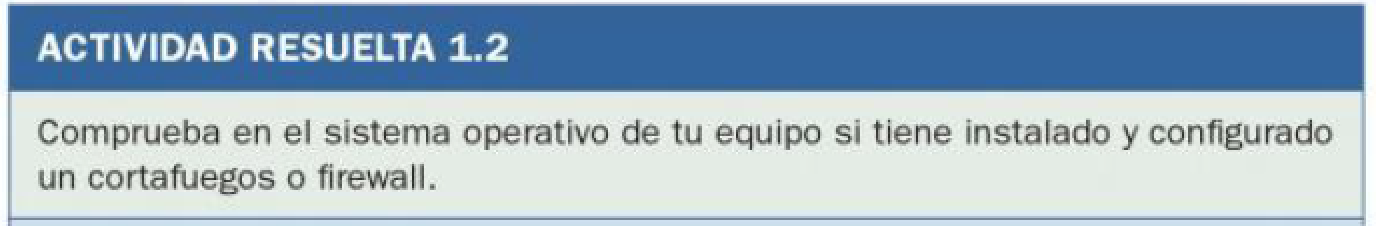 ACTIVIDAD RESUELTA 1.2
Comprueba en el sistema operativo de tu equipo si tiene instalado y configurado
un cortafuegos o firewall.